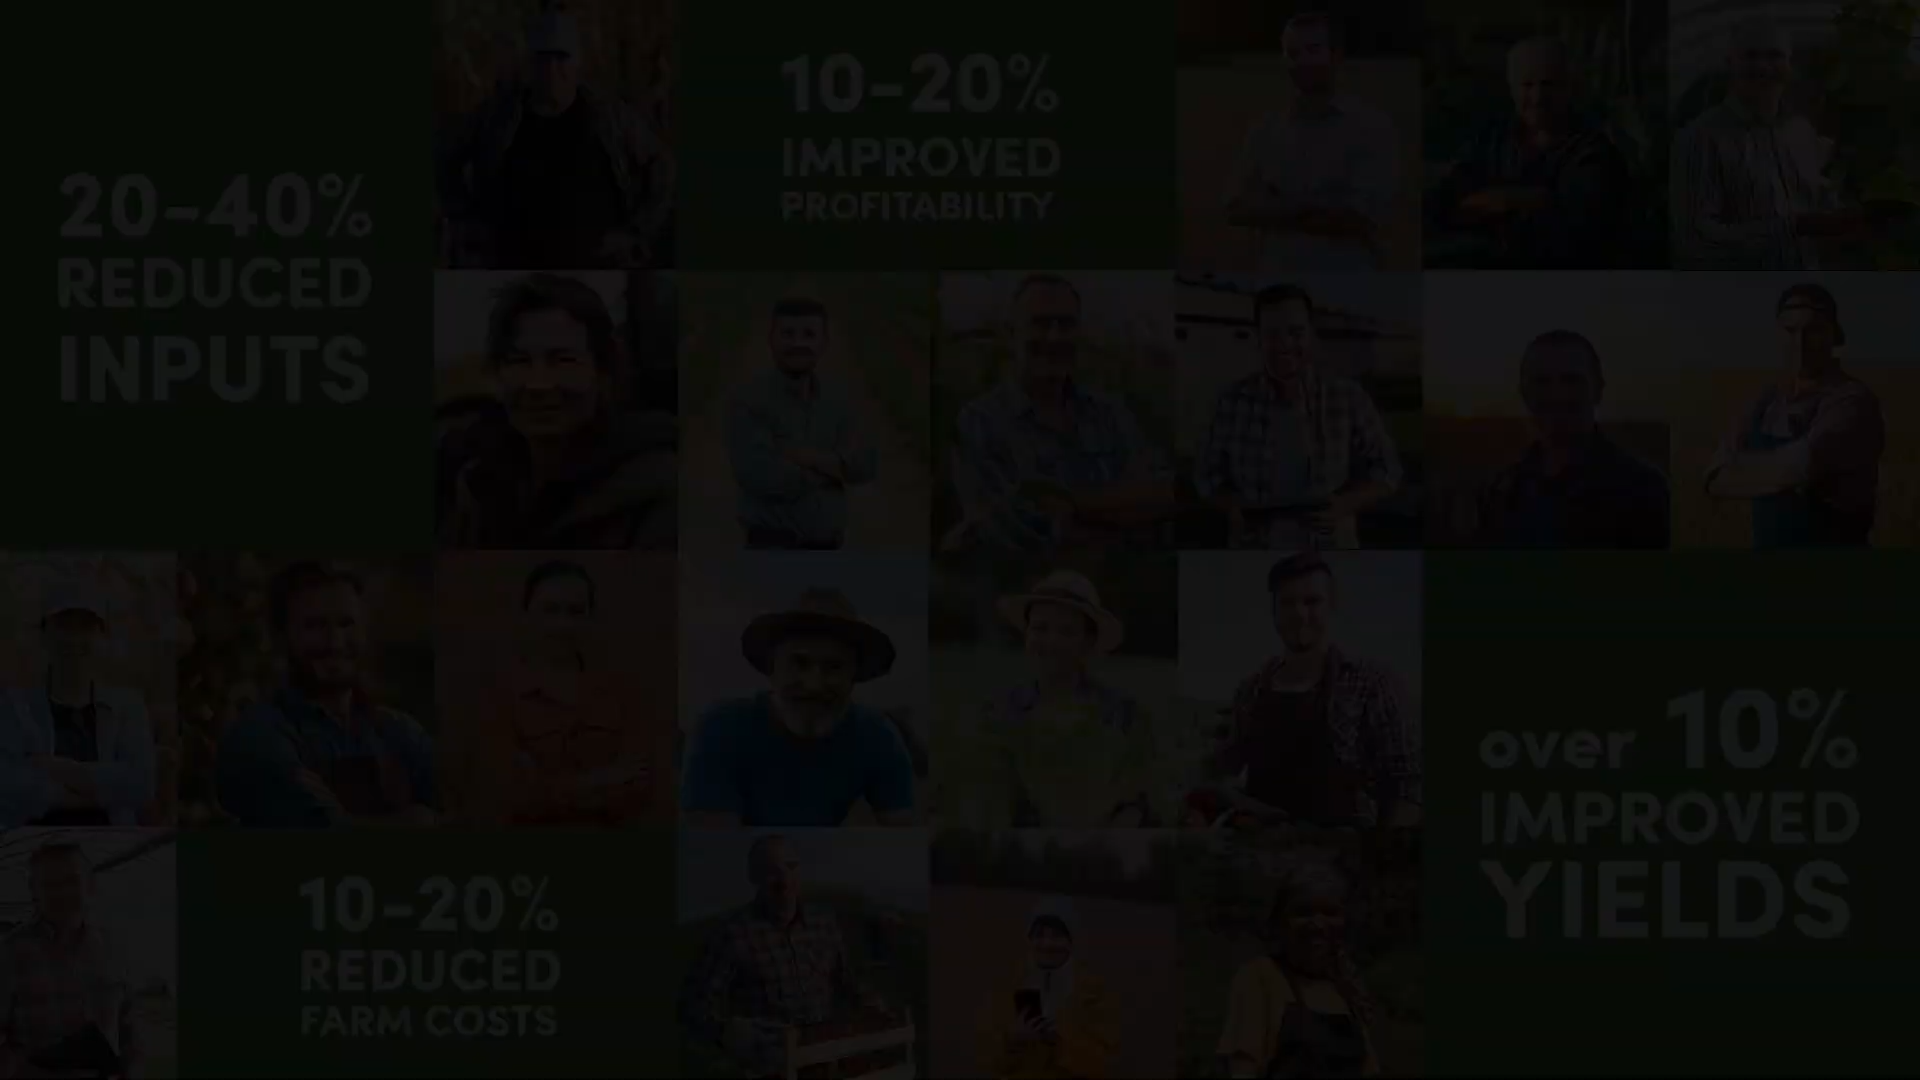 20-40%
REDUCED
INPUTS
10-20%
IMPROVED
PROFITABILITY
10-20%
REDUCED
FARM COSTS
over 10%
IMPROVED
YIELDS